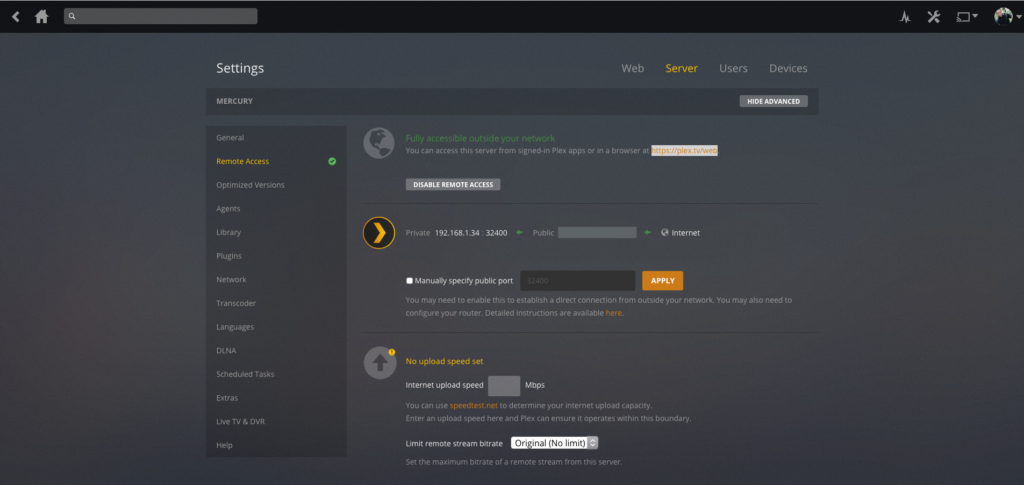 Settings
Web Server Users Devices
MERCURY
HIDE ADVANCED
General
Remote Access
Optimized Versions
Agents
Library
Plugins
Network
Transcoder
Languages
DLNA
Scheduled Tasks
Extras
Live TV & DVR
Help
Fully accessible outside your network
You can access this server from signed-in Plex apps or in a browser at https://plex.tv/web
DISABLE REMOTE ACCESS
Private 192.168.1.34 : 32400 Public Internet
Manually specify public port 32400 APPLY
You may need to enable this to establish a direct connection from outside your network. You may also need to
configure your router. Detailed instructions are available here.
No upload speed set
Internet upload speed Mbps
You can use speedtest.net to determine your internet upload capacity.
Enter an upload speed here and Plex can ensure it operates within this boundary.
Limit remote stream bitrate Original (No limit)
Set the maximum bitrate of a remote stream from this server.